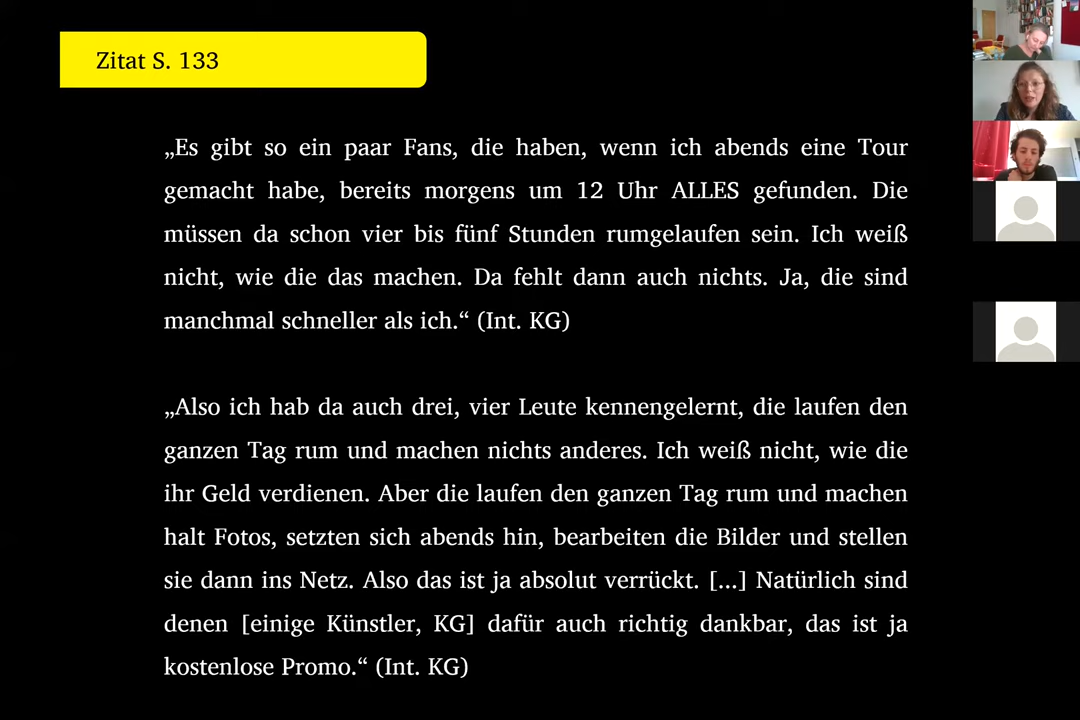 Zitat S. 133
„Es gibt so ein paar Fans, die haben, wenn ich abends eine Tour
gemacht habe, bereits morgens um 12 Uhr ALLES gefunden. Die
müssen da schon vier bis fünf Stunden rumgelaufen sein. Ich weiß
nicht, wie die das machen. Da fehlt dann auch nichts. Ja, die sind
manchmal schneller als ich.“ (Int. KG)
„Also ich hab da auch drei, vier Leute kennengelernt, die laufen den
ganzen Tag rum und machen nichts anderes. Ich weiß nicht, wie die
ihr Geld verdienen. Aber die laufen den ganzen Tag rum und machen
halt Fotos, setzten sich abends hin, bearbeiten die Bilder und stellen
sie dann ins Netz. Also das ist ja absolut verrückt. [...] Natürlich sind
denen [einige Künstler, KG] dafür auch richtig dankbar, das ist ja
kostenlose Promo.“ (Int. KG)